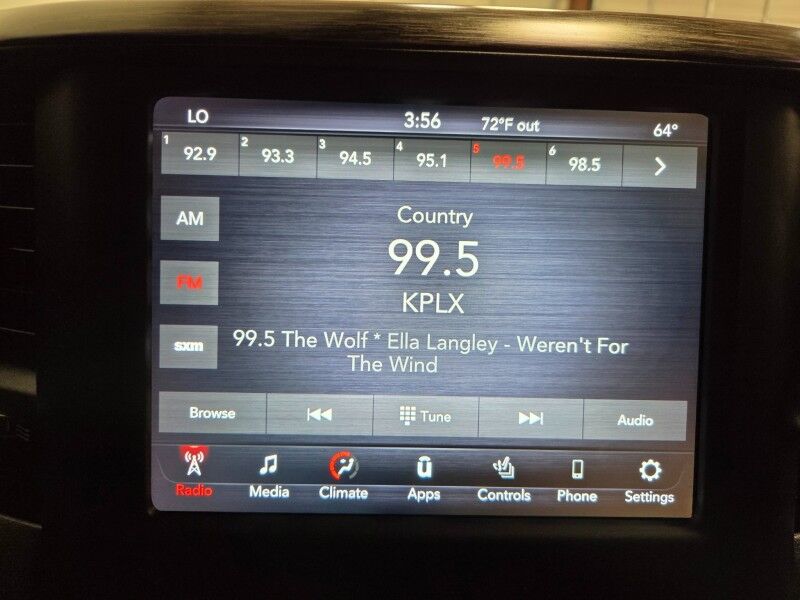 LO 3:56 72°F out 64°
1 92.9 2 93.3 3 94.5 4 95.1 5 99.5 6 98.5
AM
Country
99.5
FM
KPLX
sxm
99.5 The Wolf * Ella Langley - Weren't For
The Wind
Browse Tune Audio
Radio Media Climate Apps Controls Phone Settings